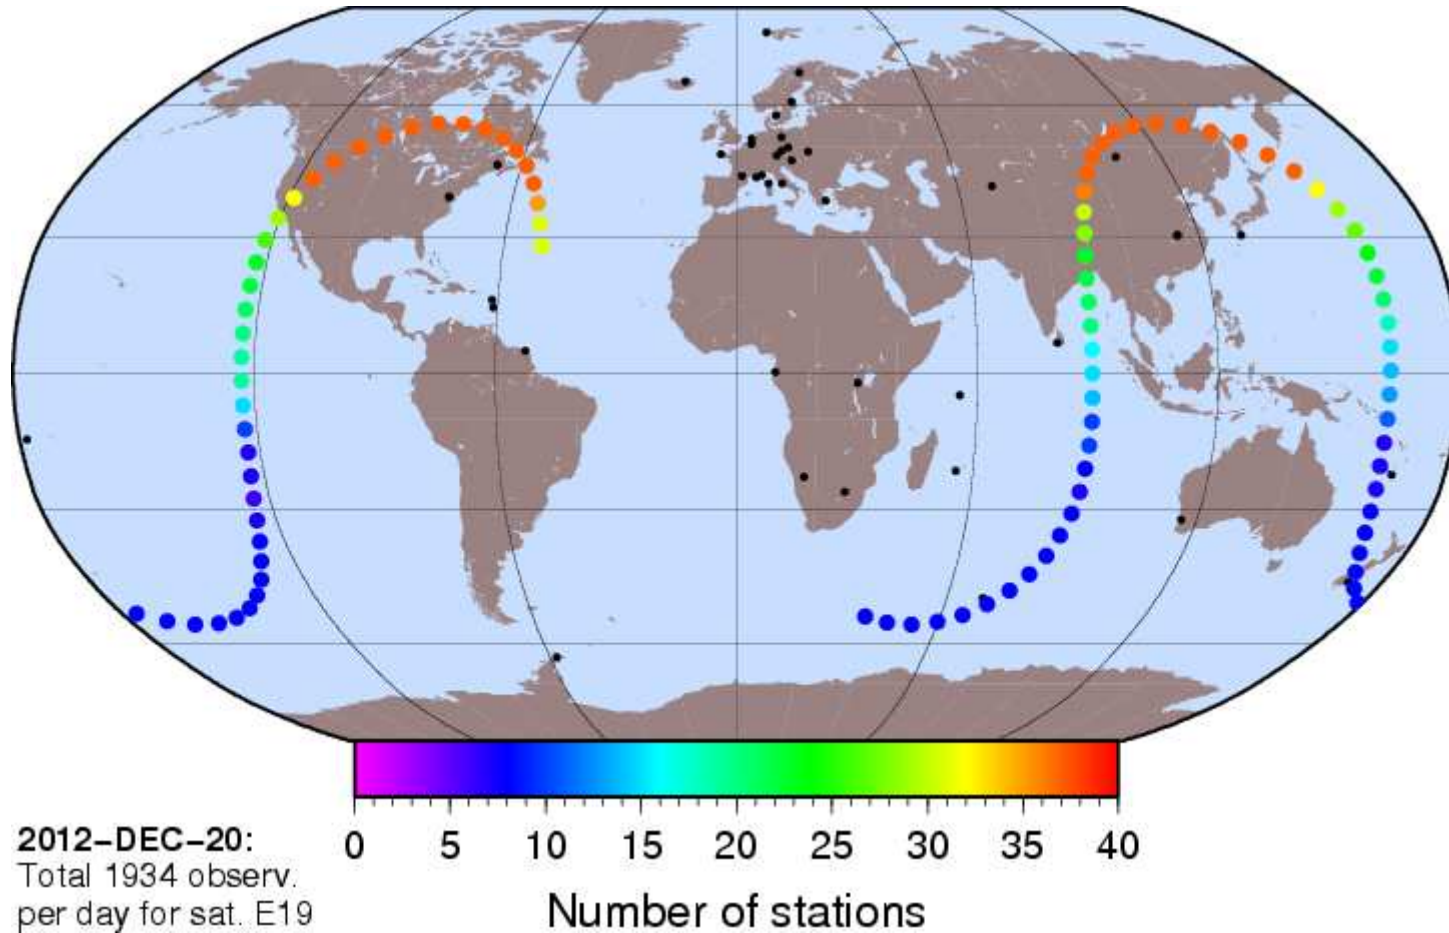 0 5 10 15 20 25 30 35 40
Number of stations
2012-DEC-20:
Total 1934 observ.
per day for sat. E19